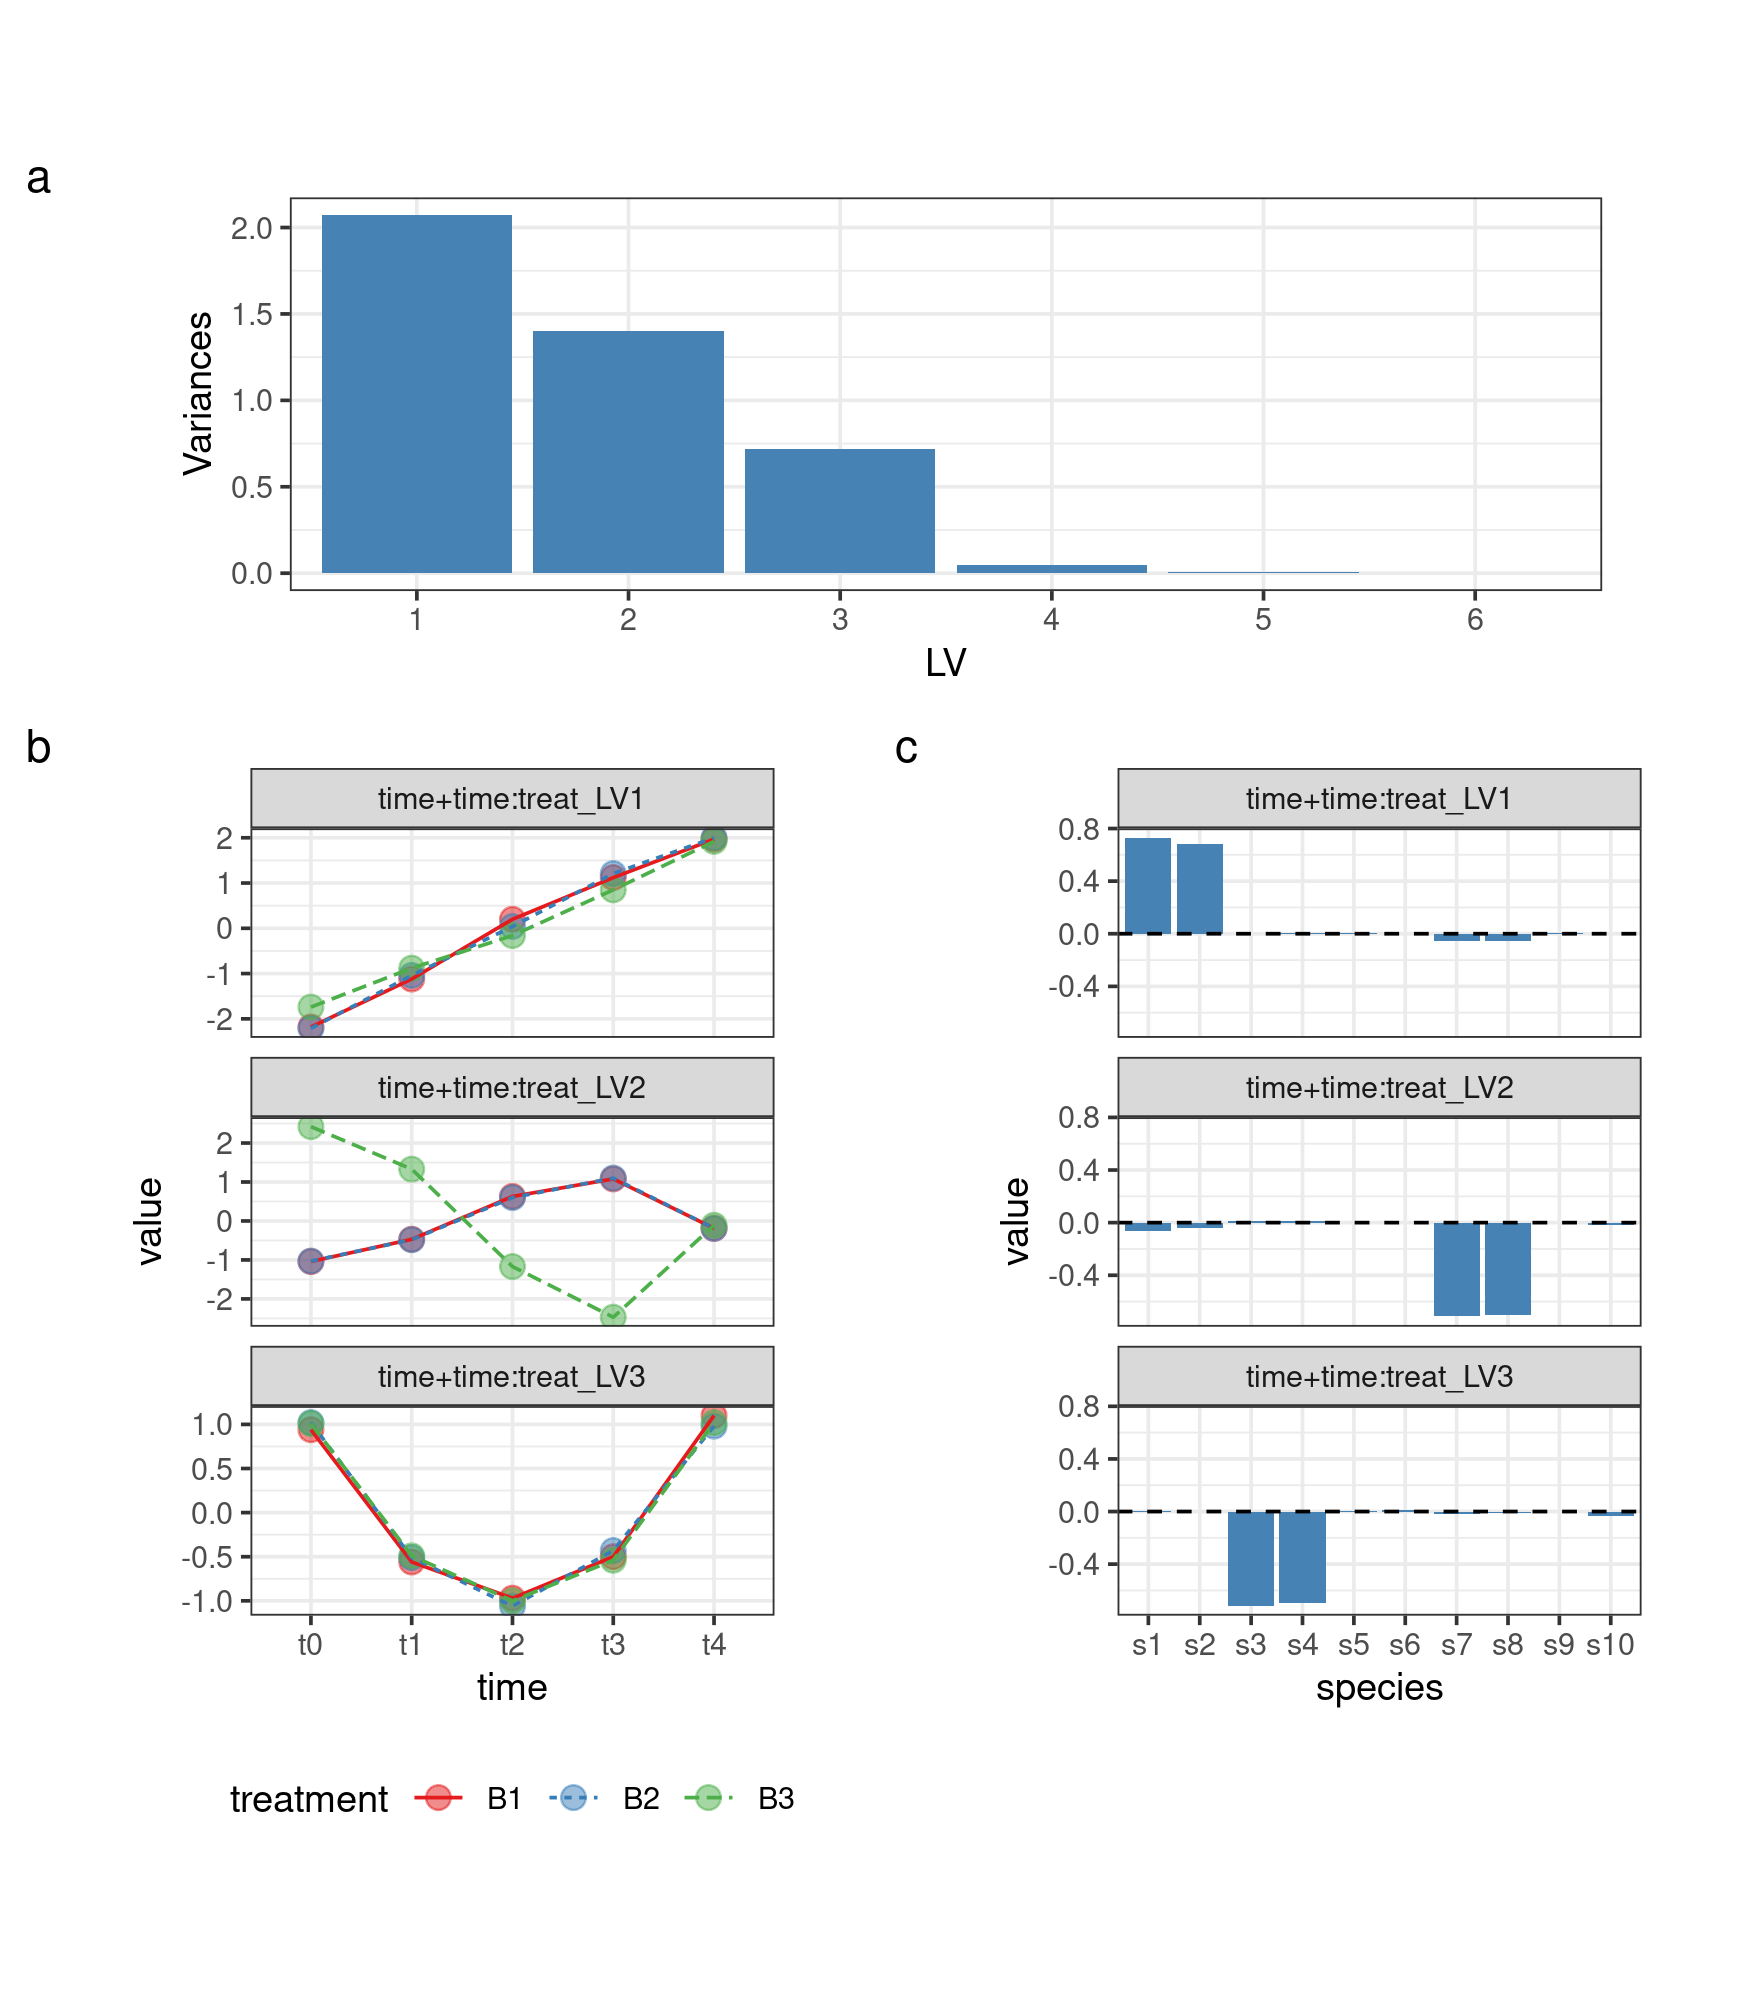 a
Variances
2.0
1.5
1.0
0.5
0.0
1 2 3 4 5 6
LV
b
time+time:treat_LV1
2
1
0
-1
-2
time+time:treat_LV2
value
2
1
0
-1
-2
time+time:treat_LV3
1.0
0.5
0.0
-0.5
-1.0
t0 t1 t2 t3 t4
time
treatment B1 B2 B3
c
time+time:treat_LV1
0.8
0.4
0.0
-0.4
time+time:treat_LV2
value
0.8
0.4
0.0
-0.4
time+time:treat_LV3
0.8
0.4
0.0
-0.4
s1 s2 s3 s4 s5 s6 s7 s8 s9 s10
species